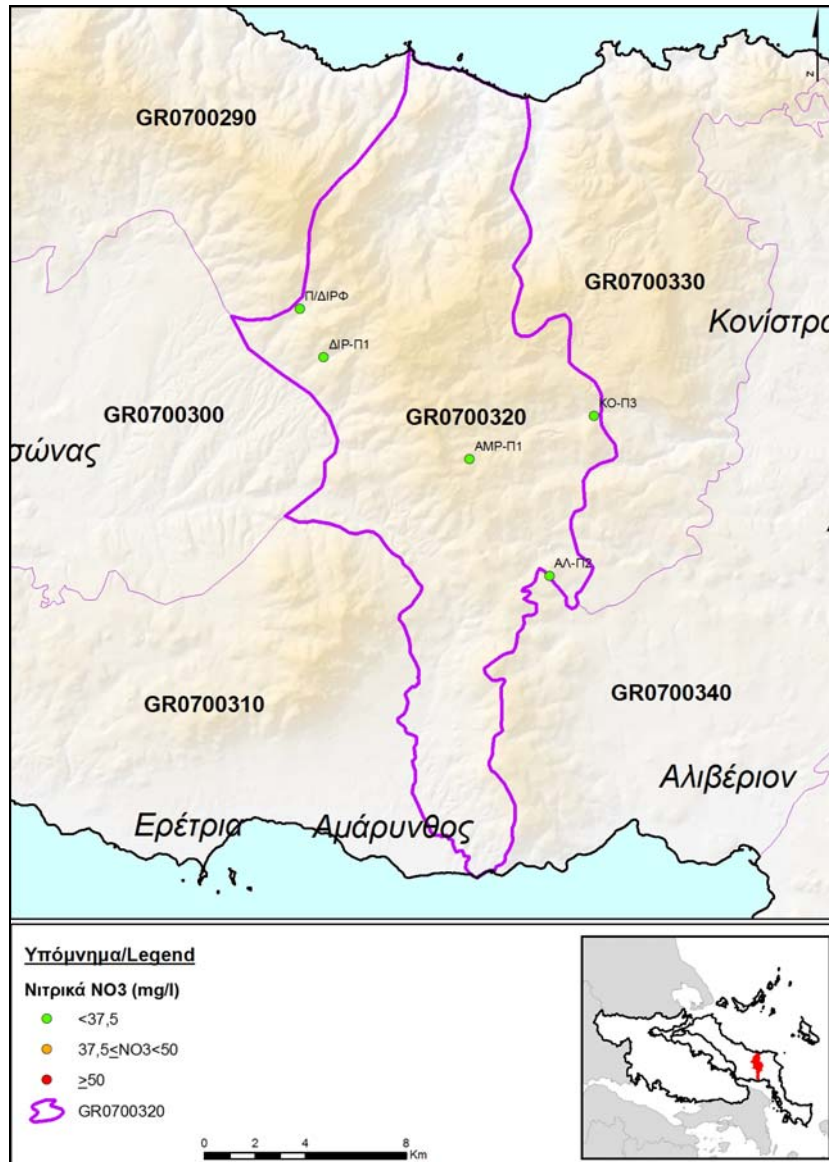 GR0700290
GR0700330
Π/ΔΙΡΦ
Κονίστρα
ΔΙΡ-Π1
GR0700300
GR0700320
ΚΟ-Π3
σώνας
ΑΜΡ-Π1
ΑΛ-Π2
GR0700310
GR0700340
Αλιβέριον
Ερέτρια
Αμάρυνθος
Υπόμνημα/Legend
Νιτρικά NO3 (mg/l)
<37,5
37,5≤NO3<50
≥50
GR0700320
0 2 4 8
Km